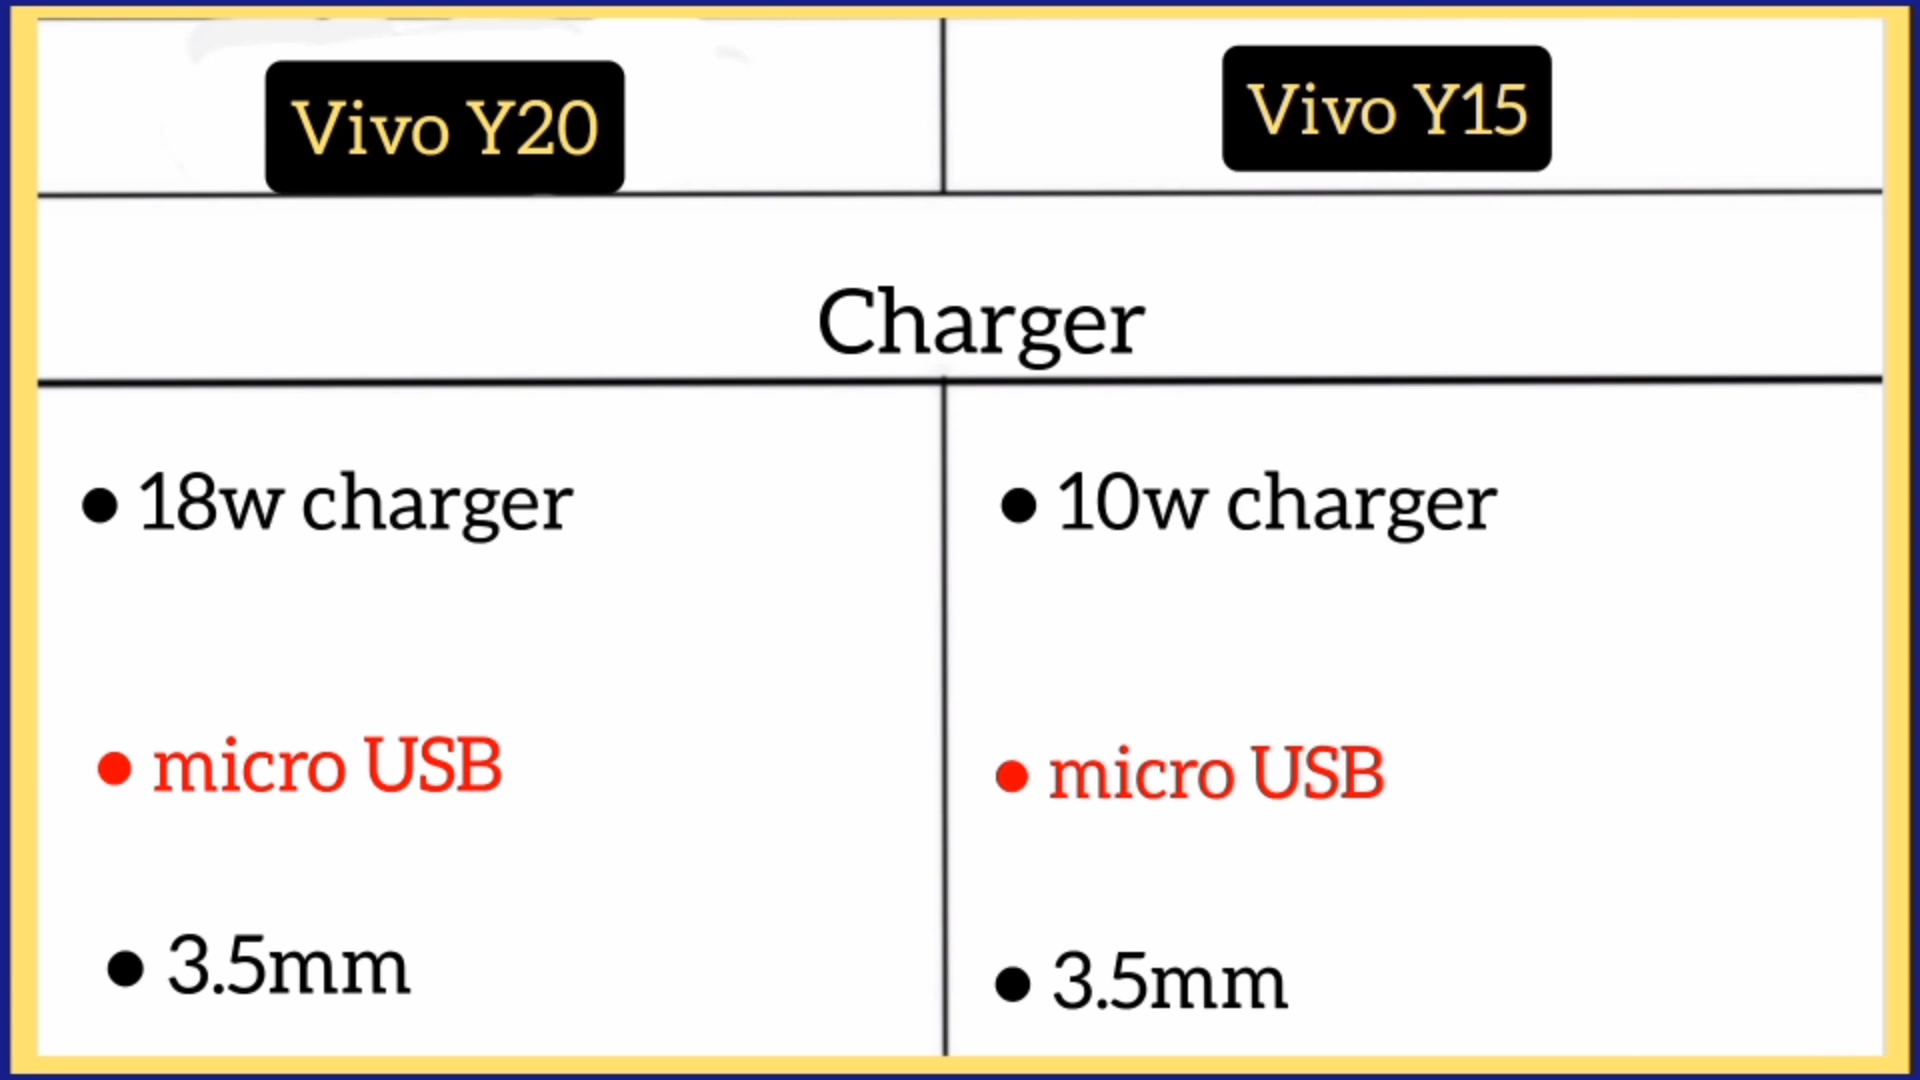 Vivo Y20
Vivo Y15
Charger
• 18w charger
• 10w charger
• micro USB
• micro USB
• 3.5mm
• 3.5mm